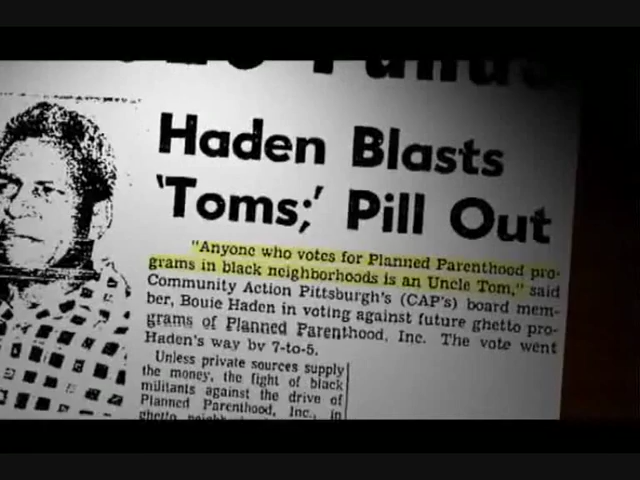 Haden Blasts
'Toms;' Pill Out
"Anyone who votes for Planned Parenthood pro-
grams in black neighborhoods is an Uncle Tom," said
Community Action Pittsburgh's (CAP's) board mem-
ber, Bouie Haden in voting against future ghetto pro-
grams of Planned Parenthood, Inc. The vote went
Haden's way by 7-to-5.
Unless private sources supply
the money, the fight of black
militants against the drive of
Planned Parenthood, Inc., in
ghetto